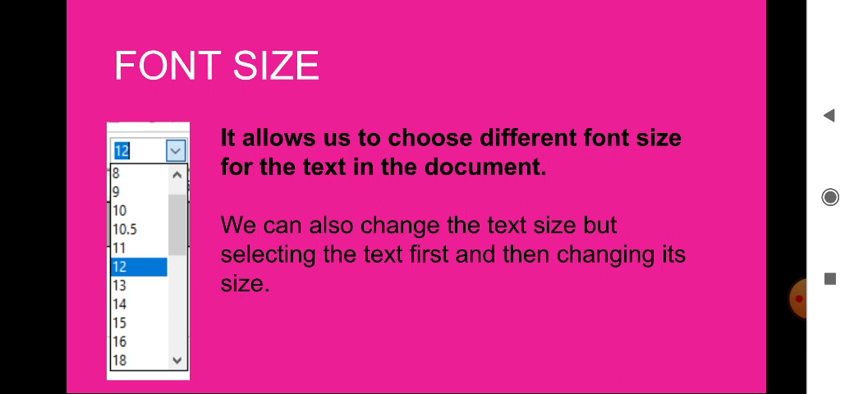 FONT SIZE
12
8
9
10
10.5
11
12
13
14
15
16
18
It allows us to choose different font size
for the text in the document.
We can also change the text size but
selecting the text first and then changing its
size.